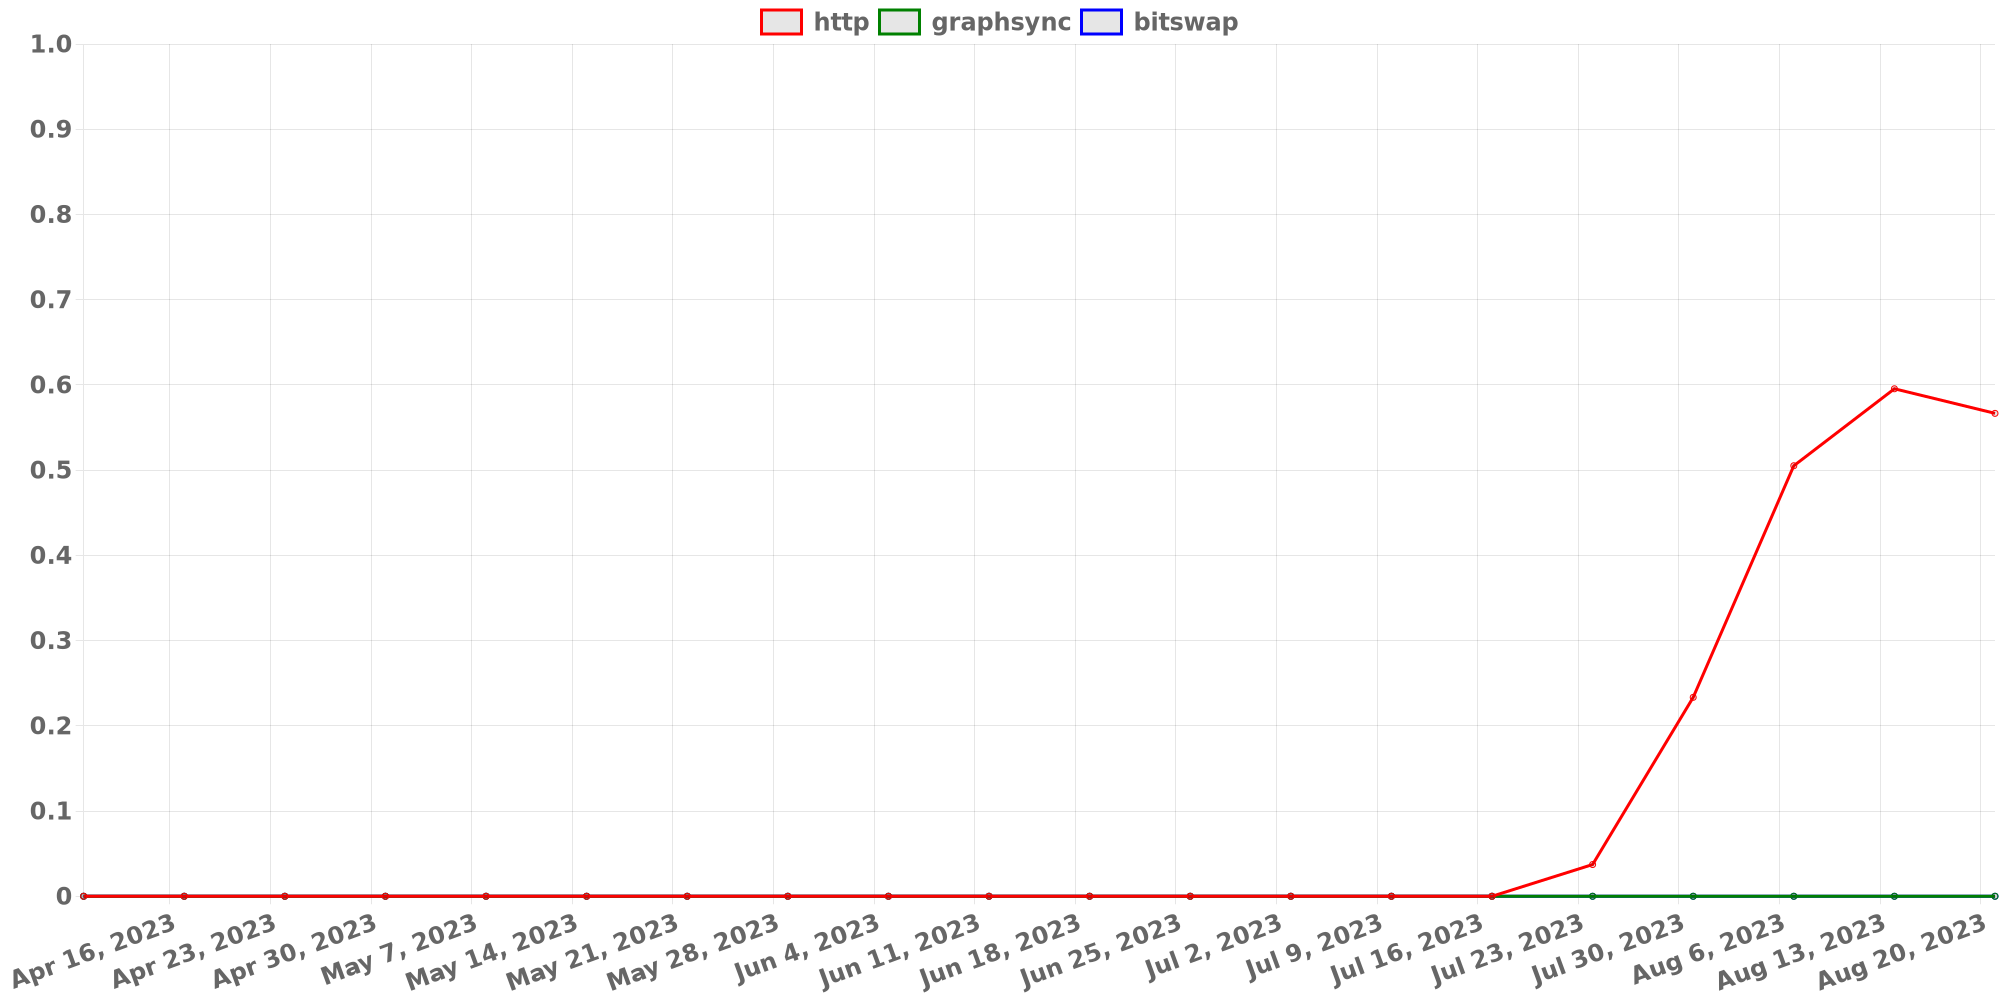 http graphsync bitswap
1.0
0.9
0.8
0.7
0.6
0.5
0.4
0.3
0.2
0.1
0
Apr 16, 2023
Apr 23, 2023
Apr 30, 2023
May 7, 2023
May 14, 2023
May 21, 2023
May 28, 2023
Jun 4, 2023
Jun 11, 2023
Jun 18, 2023
Jun 25, 2023
Jul 2, 2023
Jul 9, 2023
Jul 16, 2023
Jul 23, 2023
Jul 30, 2023
Aug 6, 2023
Aug 13, 2023
Aug 20, 2023